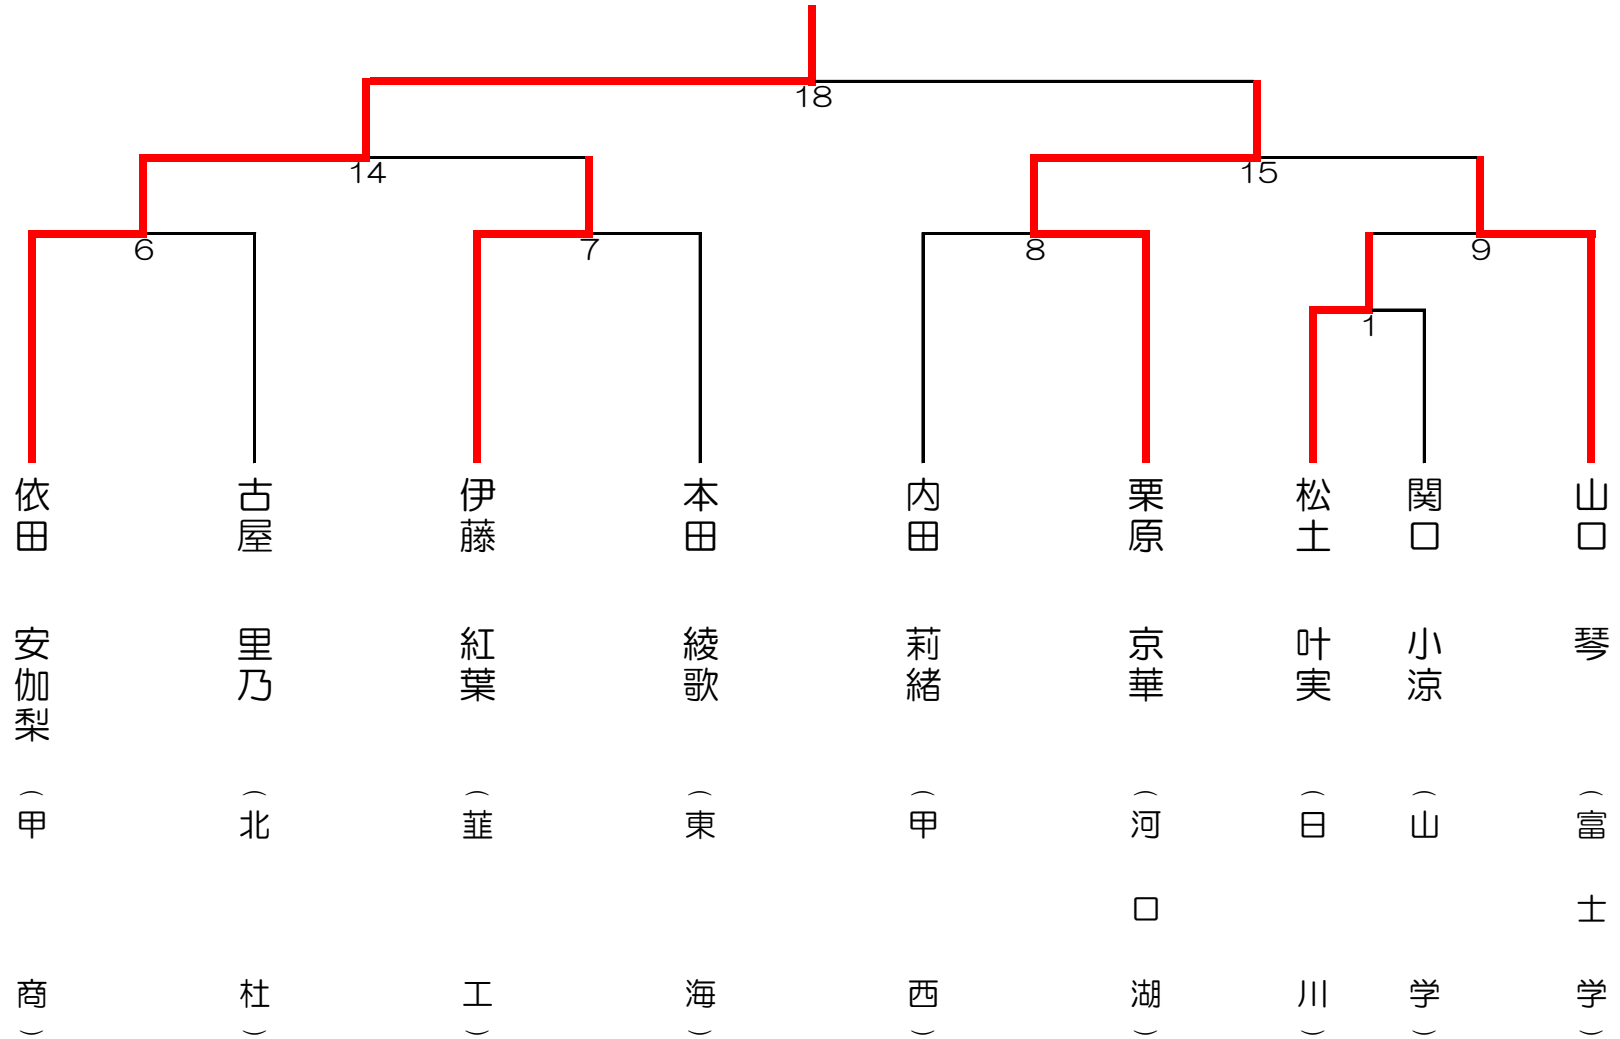 18
14
15
6
7
8
9
1
依田 安伽梨 (甲商)
古屋 里乃 (北杜)
伊藤 紅葉 (韮工)
本田 綾歌 (東海)
内田 莉緒 (甲西)
栗原 京華 (河口湖)
松土 叶実 (日川)
関口 小涼 (山学)
山口 琴 (富士学)